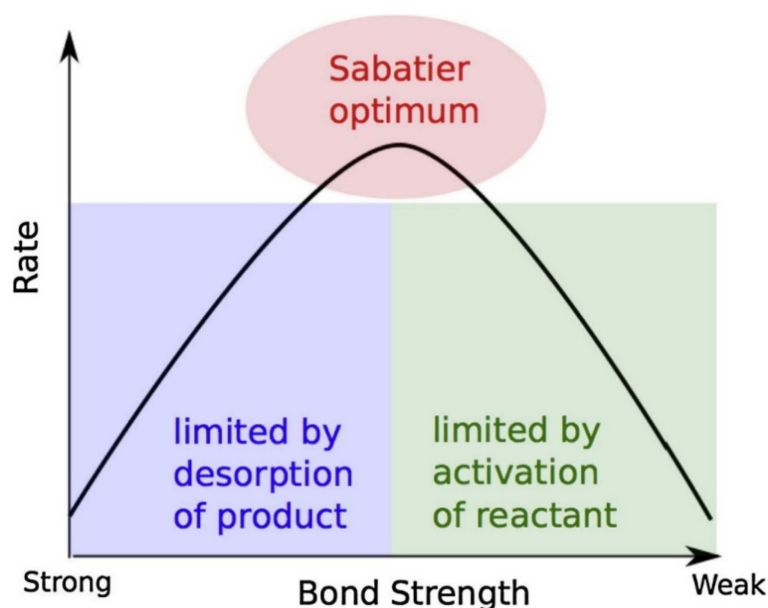 Sabatier
optimum
Rate
limited by
desorption
of product
limited by
activation
of reactant
Strong
Bond Strength
Weak